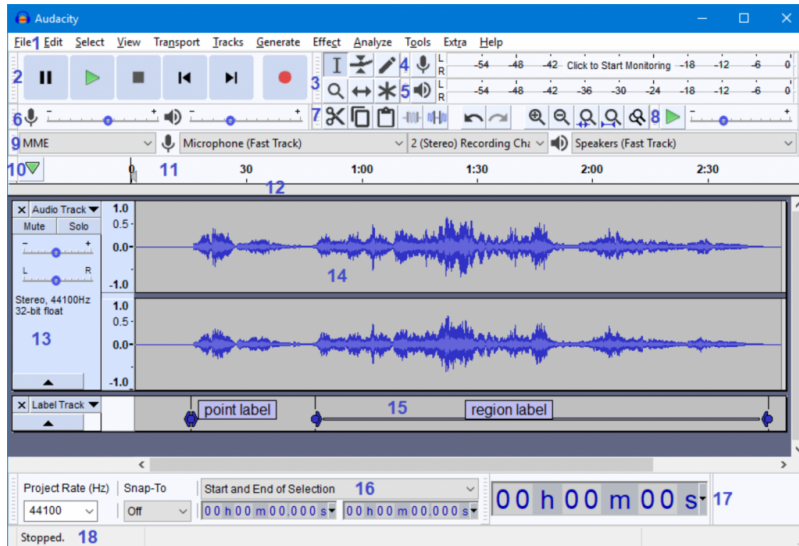 Audacity
File 1 Edit Select View Transport Tracks Generate Effect Analyze Tools Extra Help
2 3 4 L R -54 -48 -42 Click to Start Monitoring -18 -12 -6 0
5 L R -54 -48 -42 -36 -30 -24 -18 -12 -6 0
6 - + - + 7 8 - +
9 MME Microphone (Fast Track) 2 (Stereo) Recording Cha Speakers (Fast Track)
10 0 11 30 1:00 1:30 2:00 2:30
12
X Audio Track 1.0
Mute Solo 0.5
- + 0.0
L R
-1.0
14
Stereo, 44100Hz
32-bit float
13
1.0
0.5
0.0
-1.0
X Label Track
point label 15 region label
Project Rate (Hz) Snap-To Start and End of Selection 16
44100 Off 00 h 00 m 00,000 s 00 h 00 m 00,000 s
00 h 00 m 00 s 17
Stopped. 18